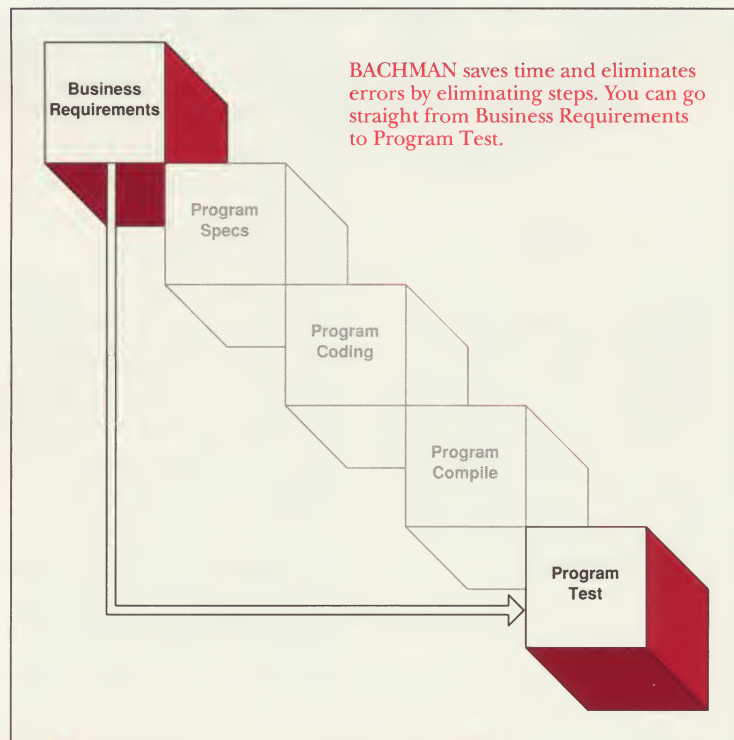 BACHMAN saves time and eliminates
errors by eliminating steps. You can go
straight from Business Requirements
to Program Test.
Business
Requirements
Program
Specs
Program
Coding
Program
Compile
Program
Test